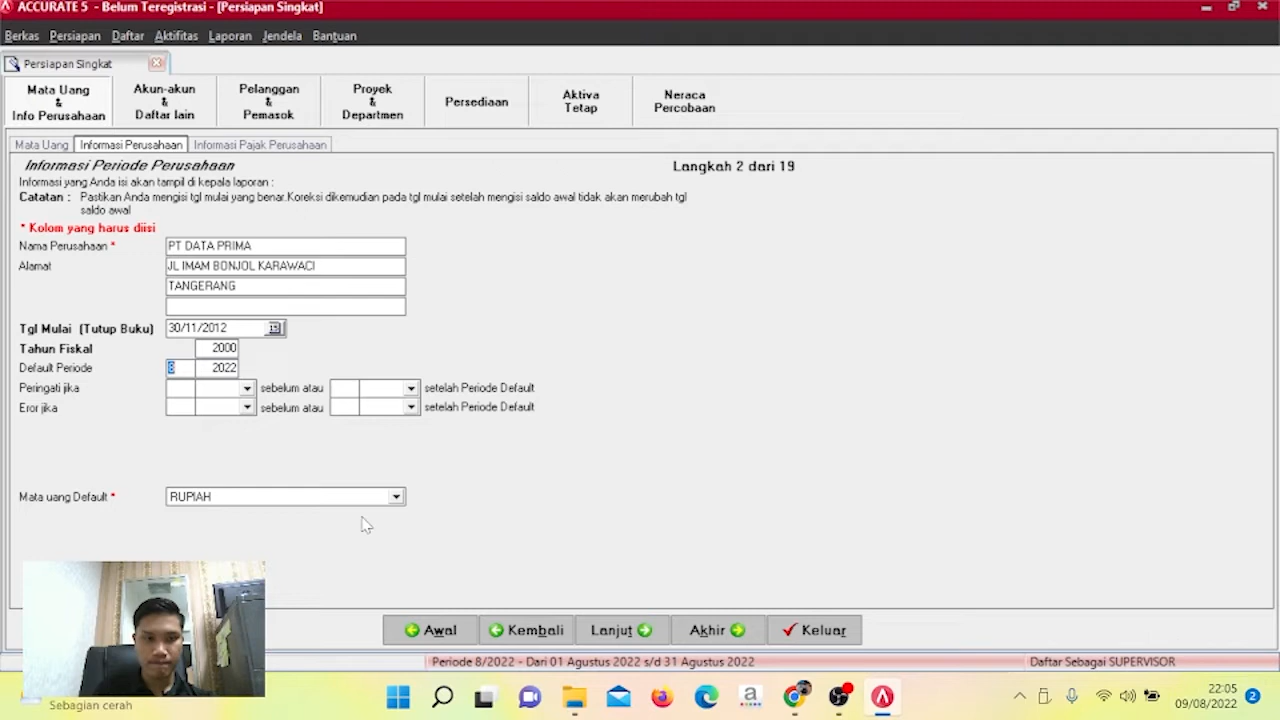 ACCURATE 5 - Belum Teregistrasi - [Persiapan Singkat]
Berkas Persiapan Daftar Aktifitas Laporan Jendela Bantuan
Persiapan Singkat
Mata Uang
&
Info Perusahaan
Akun-akun
&
Daftar lain
Pelanggan
&
Pemasok
Proyek
&
Departmen
Persediaan
Aktiva
Tetap
Neraca
Percobaan
Mata Uang Informasi Perusahaan Informasi Pajak Perusahaan
Informasi Periode Perusahaan
Langkah 2 dari 19
Informasi yang Anda isi akan tampil di kepala laporan :
Catatan : Pastikan Anda mengisi tgl mulai yang benar.Koreksi dikemudian pada tgl mulai setelah mengisi saldo awal tidak akan merubah tgl
saldo awal
* Kolom yang harus diisi
Nama Perusahaan * PT DATA PRIMA
Alamat JL IMAM BONJOL KARAWACI
TANGERANG
Tgl Mulai (Tutup Buku) 30/11/2012 15
Tahun Fiskal 2000
Default Periode 8 2022
Peringati jika sebelum atau setelah Periode Default
Eror jika sebelum atau setelah Periode Default
Mata uang Default * RUPIAH
Awal Kembali Lanjut Akhir Keluar
Periode 8/2022 - Dari 01 Agustus 2022 s/d 31 Agustus 2022
Daftar Sebagai SUPERVISOR
Sebagian cerah
a
22:05
09/08/2022
2